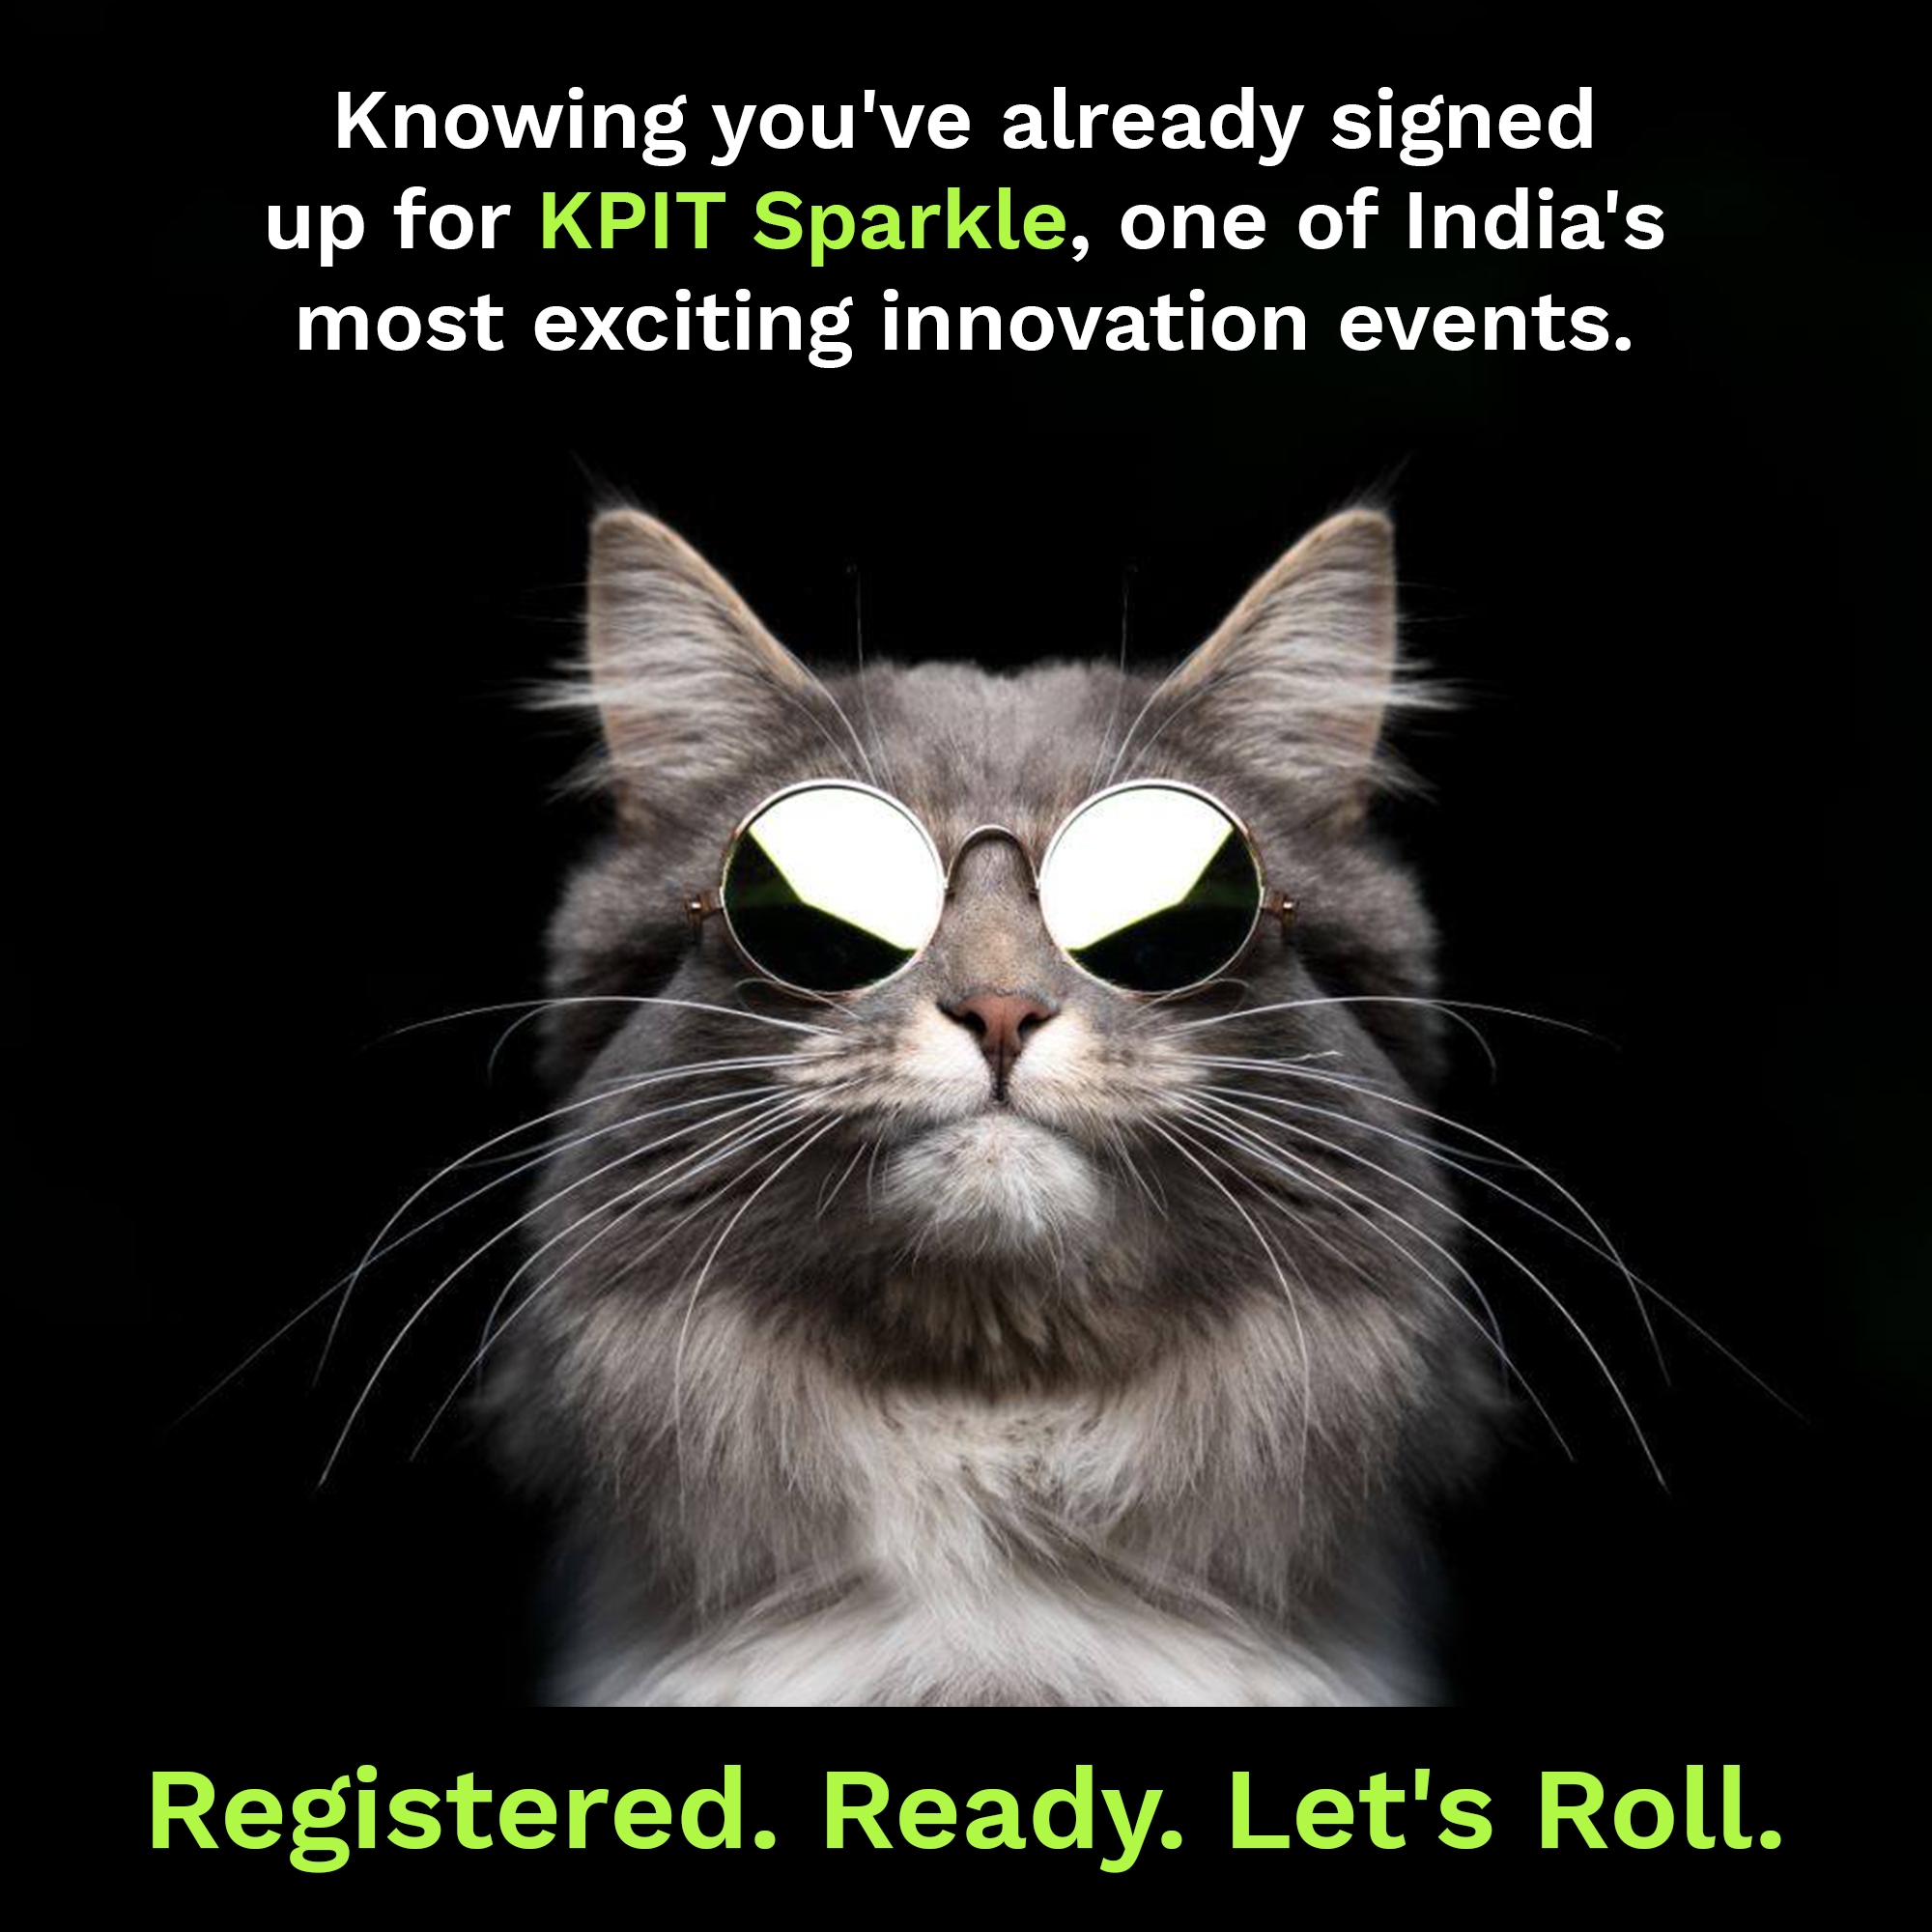 Knowing you've already signed
up for KPIT Sparkle, one of India's
most exciting innovation events.
Registered. Ready. Let's Roll.